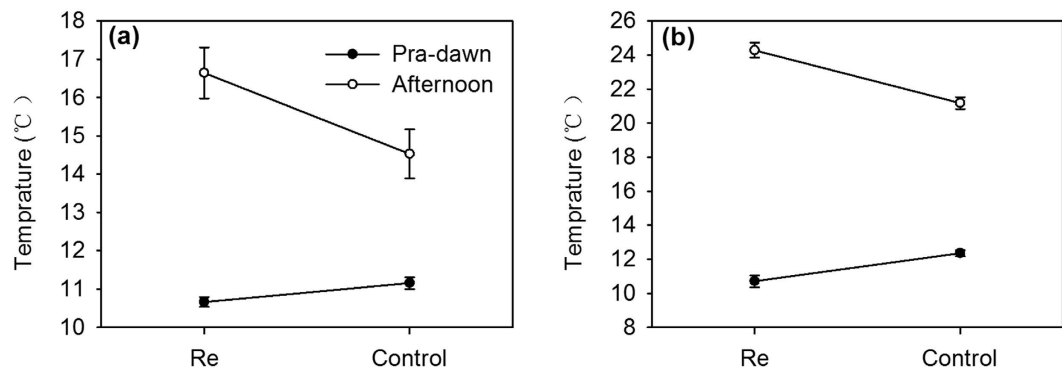 (a)
Pra-dawn
Afternoon
Temprature (℃)
18
17
16
15
14
13
12
11
10
Re
Control
(b)
Temprature (℃)
26
24
22
20
18
16
14
12
10
8
Re
Control